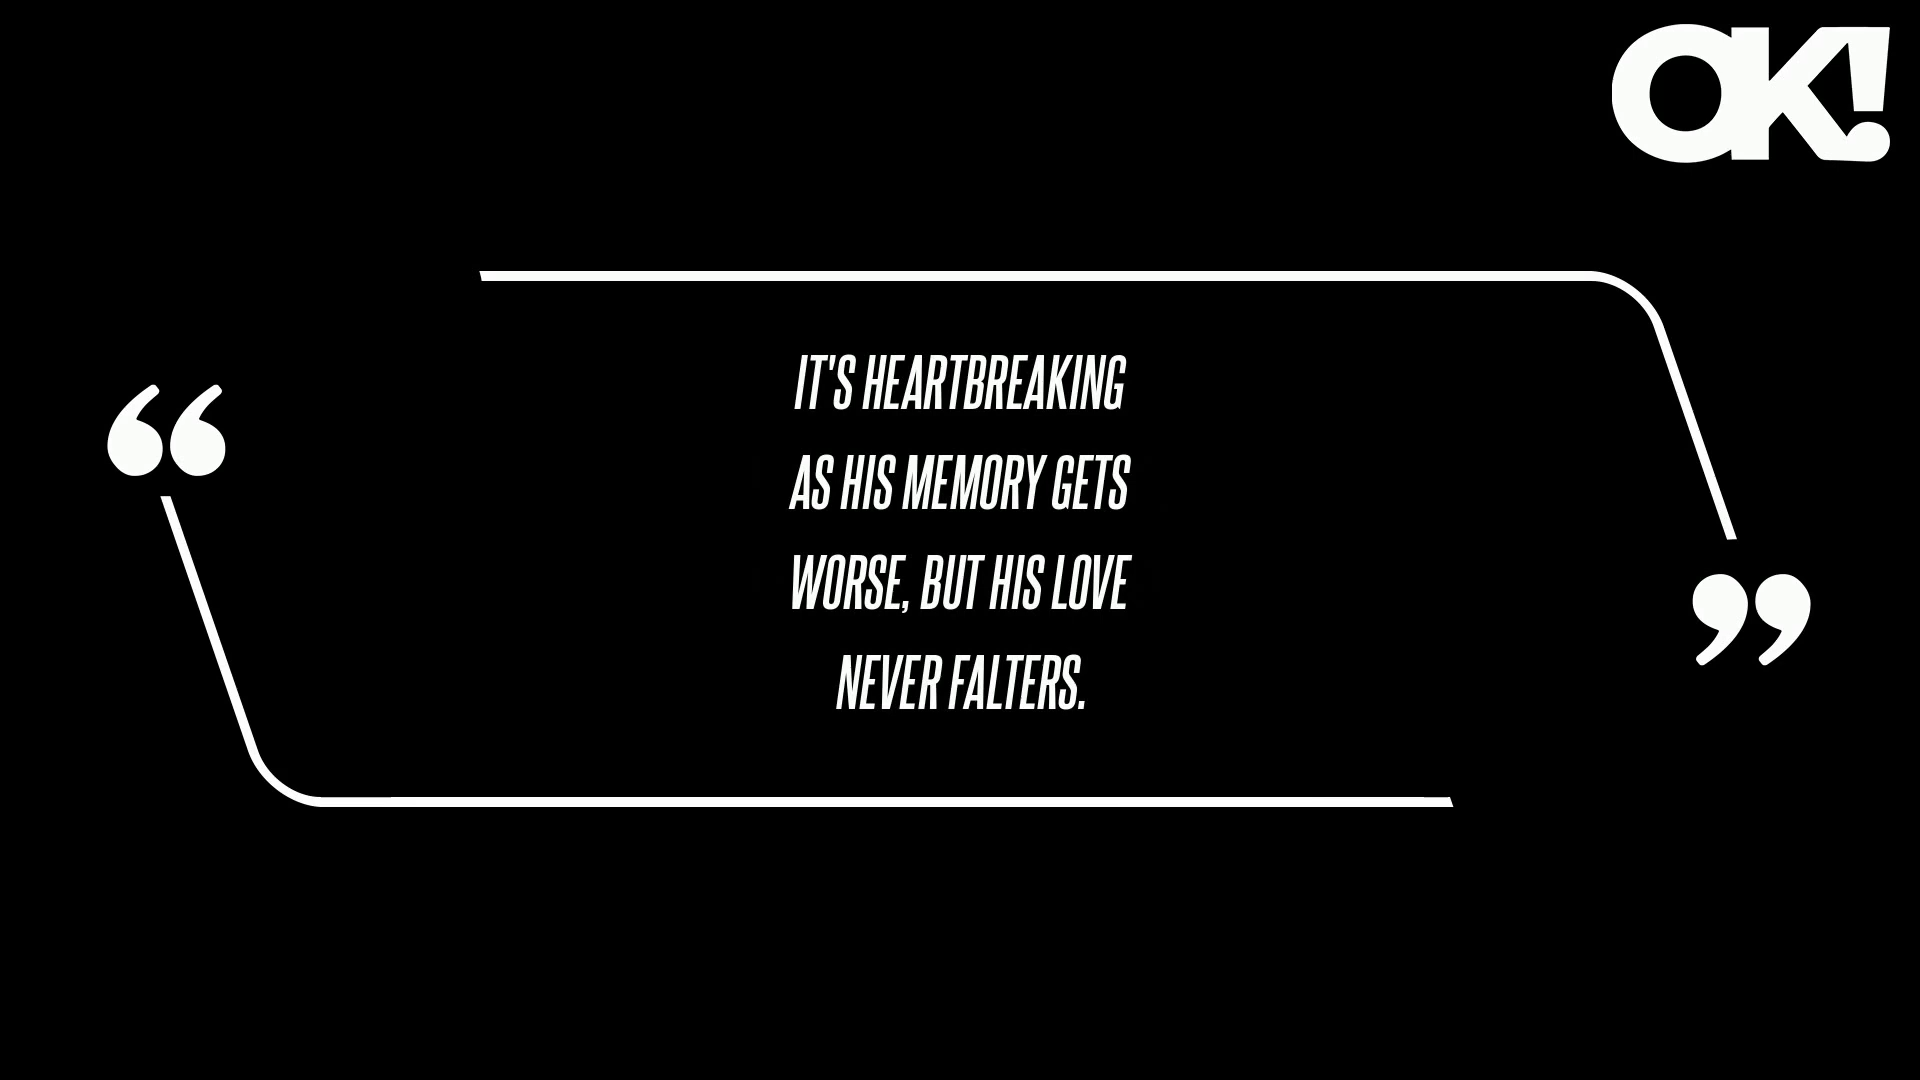 OK!
IT'S HEARTBREAKING
AS HIS MEMORY GETS
WORSE, BUT HIS LOVE
NEVER FALTERS.